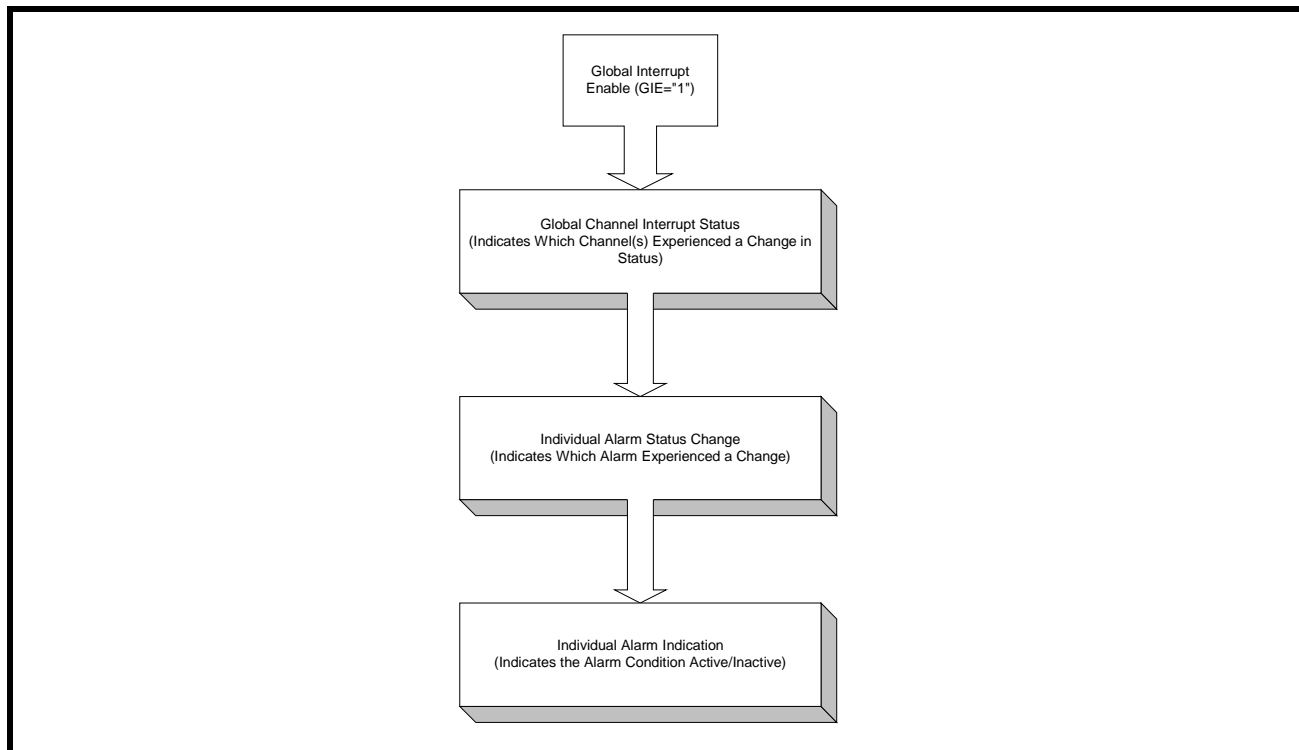 Global Interrupt
Enable (GIE="1")
Global Channel Interrupt Status
(Indicates Which Channel(s) Experienced a Change in
Status)
Individual Alarm Status Change
(Indicates Which Alarm Experienced a Change)
Individual Alarm Indication
(Indicates the Alarm Condition Active/Inactive)